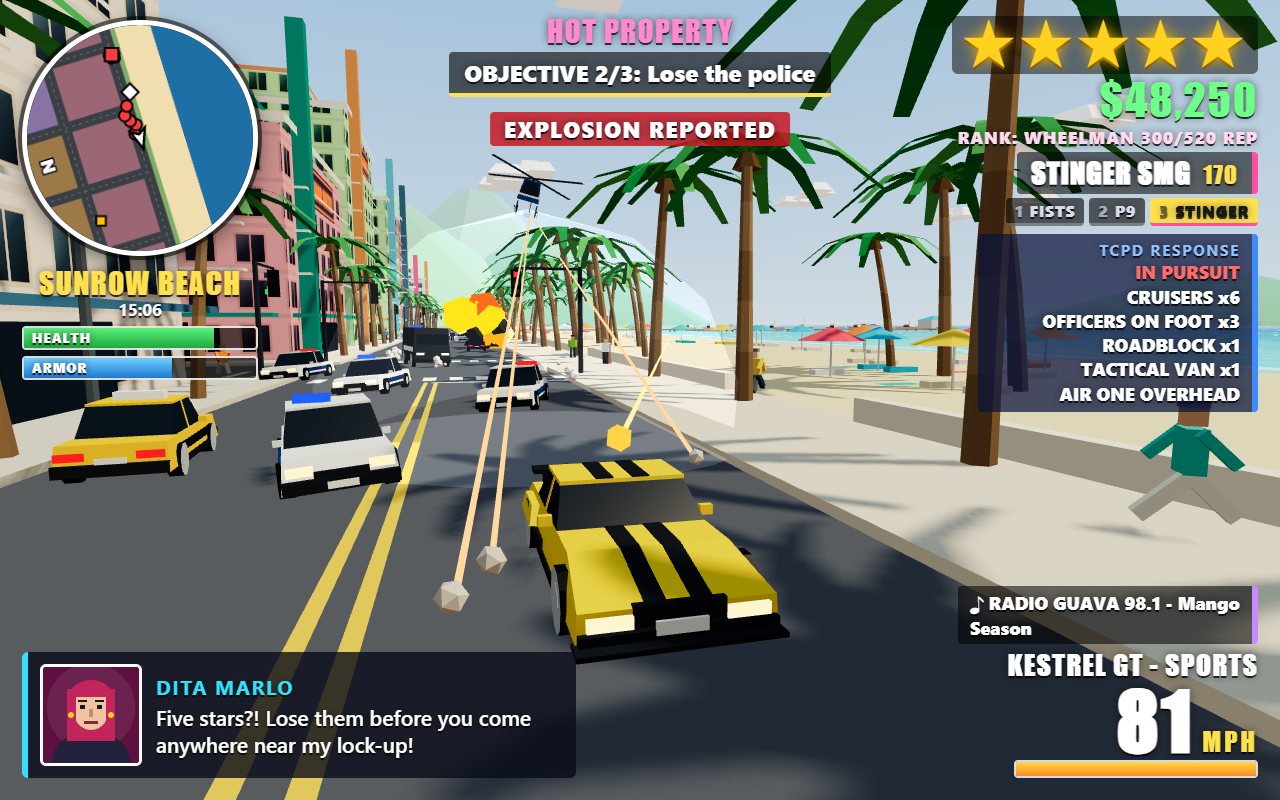 HOT PROPERTY
OBJECTIVE 2/3: Lose the police
EXPLOSION REPORTED
N
SUNROW BEACH
15:06
HEALTH
ARMOR
$48,250
RANK: WHEELMAN 300/520 REP
STINGER SMG 170
1 FISTS 2 P9 3 STINGER
TCPD RESPONSE
IN PURSUIT
CRUISERS x6
OFFICERS ON FOOT x3
ROADBLOCK x1
TACTICAL VAN x1
AIR ONE OVERHEAD
♪ RADIO GUAVA 98.1 - Mango
Season
KESTREL GT - SPORTS
81 MPH
DITA MARLO
Five stars?! Lose them before you come
anywhere near my lock-up!